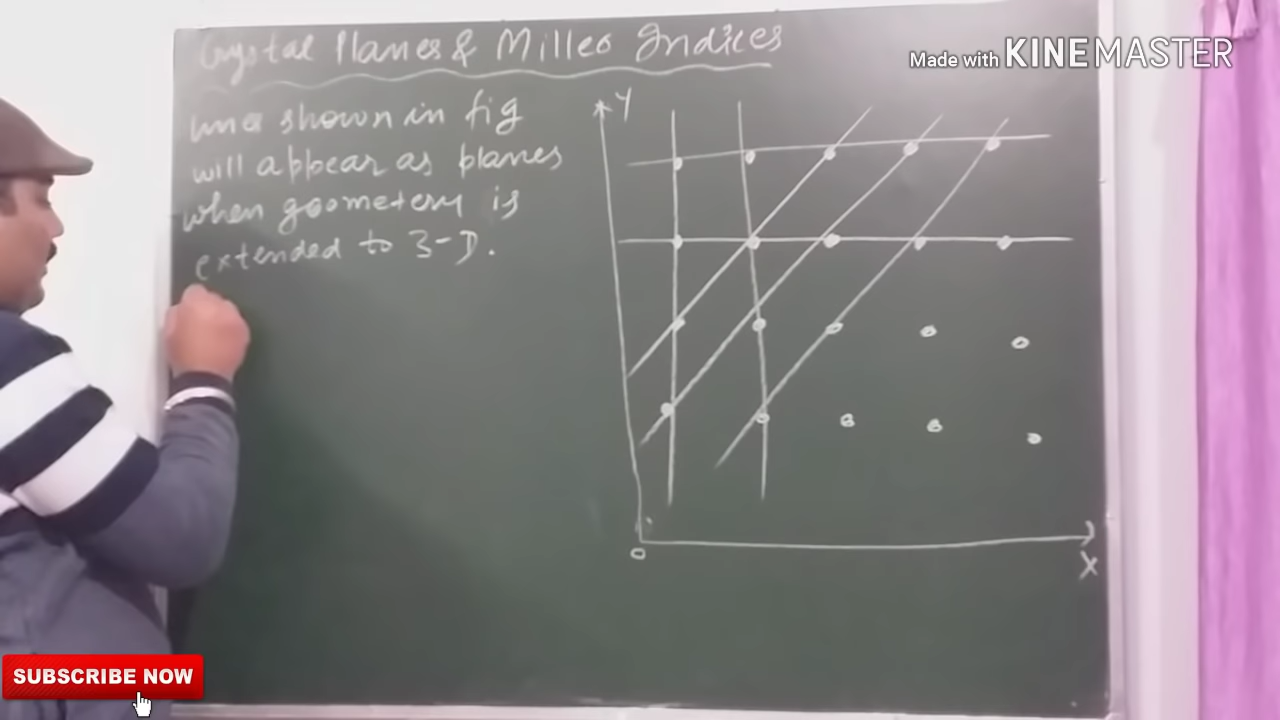 Crystal Planes & Miller Indices
Made with KINEMASTER
lines shown in fig
will appear as planes
when goometery is
extended to 3-D.
Y
O
X
SUBSCRIBE NOW